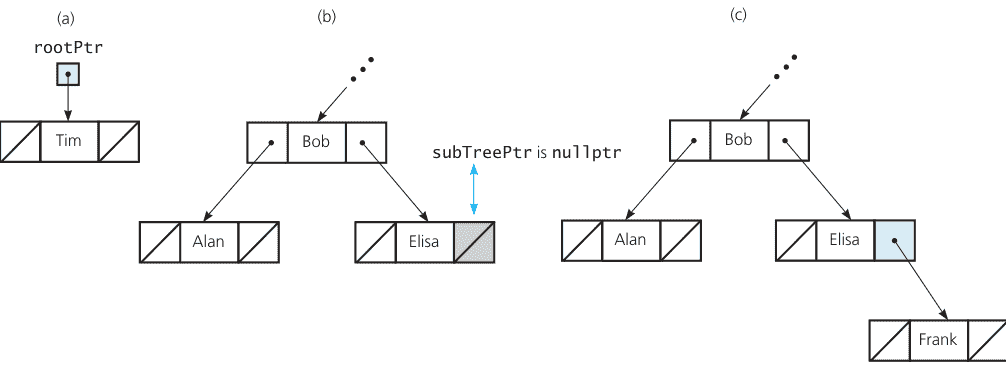 (a)
rootPtr
Tim
(b)
Bob
subTreePtr is nullptr
Alan
Elisa
(c)
Bob
Alan
Elisa
Frank